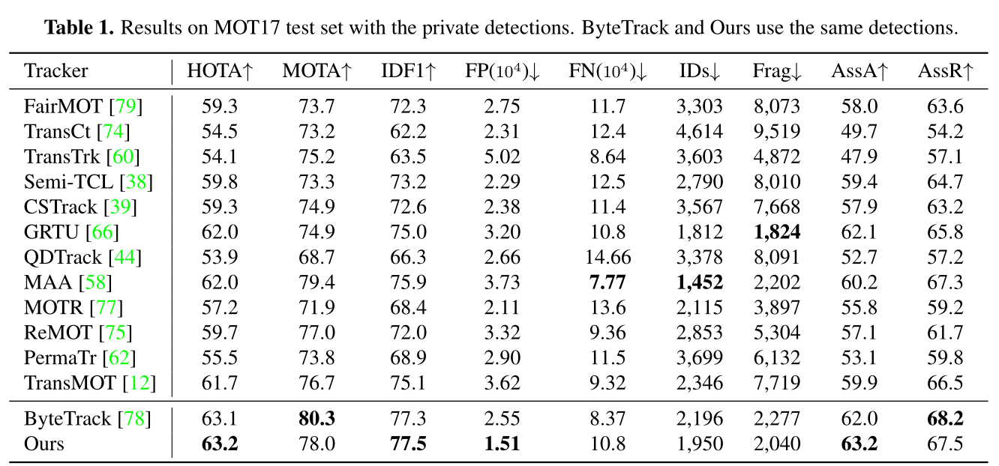 Table 1. Results on MOT17 test set with the private detections. ByteTrack and Ours use the same detections.
Tracker HOTA↑ MOTA↑ IDF1↑ FP(10⁴)↓ FN(10⁴)↓ IDs↓ Frag↓ AssA↑ AssR↑
FairMOT [79] 59.3 73.7 72.3 2.75 11.7 3,303 8,073 58.0 63.6
TransCt [74] 54.5 73.2 62.2 2.31 12.4 4,614 9,519 49.7 54.2
TransTrk [60] 54.1 75.2 63.5 5.02 8.64 3,603 4,872 47.9 57.1
Semi-TCL [38] 59.8 73.3 73.2 2.29 12.5 2,790 8,010 59.4 64.7
CSTrack [39] 59.3 74.9 72.6 2.38 11.4 3,567 7,668 57.9 63.2
GRTU [66] 62.0 74.9 75.0 3.20 10.8 1,812 1,824 62.1 65.8
QDTrack [44] 53.9 68.7 66.3 2.66 14.66 3,378 8,091 52.7 57.2
MAA [58] 62.0 79.4 75.9 3.73 7.77 1,452 2,202 60.2 67.3
MOTR [77] 57.2 71.9 68.4 2.11 13.6 2,115 3,897 55.8 59.2
ReMOT [75] 59.7 77.0 72.0 3.32 9.36 2,853 5,304 57.1 61.7
PermaTr [62] 55.5 73.8 68.9 2.90 11.5 3,699 6,132 53.1 59.8
TransMOT [12] 61.7 76.7 75.1 3.62 9.32 2,346 7,719 59.9 66.5
ByteTrack [78] 63.1 80.3 77.3 2.55 8.37 2,196 2,277 62.0 68.2
Ours 63.2 78.0 77.5 1.51 10.8 1,950 2,040 63.2 67.5